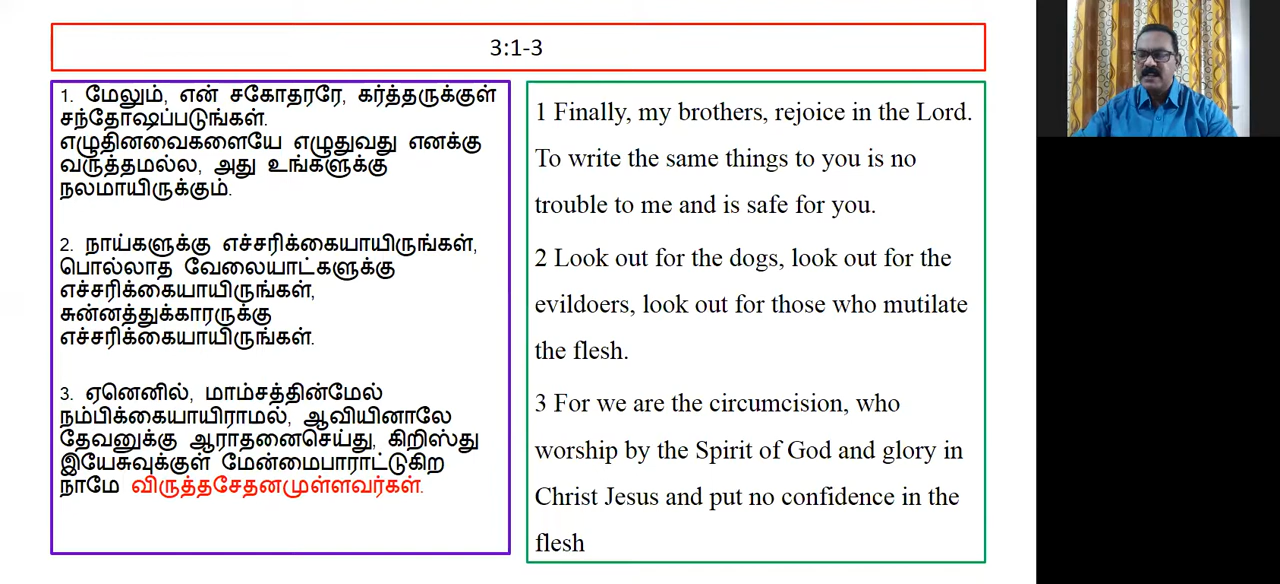 3:1-3
1. மேலும், என் சகோதரரே, கர்த்தருக்குள்
சந்தோஷப்படுங்கள்.
எழுதினவைகளையே எழுதுவது எனக்கு
வருத்தமல்ல, அது உங்களுக்கு
நலமாயிருக்கும்.
2. நாய்களுக்கு எச்சரிக்கையாயிருங்கள்,
பொல்லாத வேலையாட்களுக்கு
எச்சரிக்கையாயிருங்கள்,
சுன்னத்துக்காரருக்கு
எச்சரிக்கையாயிருங்கள்.
3. ஏனெனில், மாம்சத்தின்மேல்
நம்பிக்கையாயிராமல், ஆவியினாலே
தேவனுக்கு ஆராதனைசெய்து, கிறிஸ்து
இயேசுவுக்குள் மேன்மைபாராட்டுகிற
நாமே விருத்தசேதனமுள்ளவர்கள்.
1 Finally, my brothers, rejoice in the Lord.
To write the same things to you is no
trouble to me and is safe for you.
2 Look out for the dogs, look out for the
evildoers, look out for those who mutilate
the flesh.
3 For we are the circumcision, who
worship by the Spirit of God and glory in
Christ Jesus and put no confidence in the
flesh